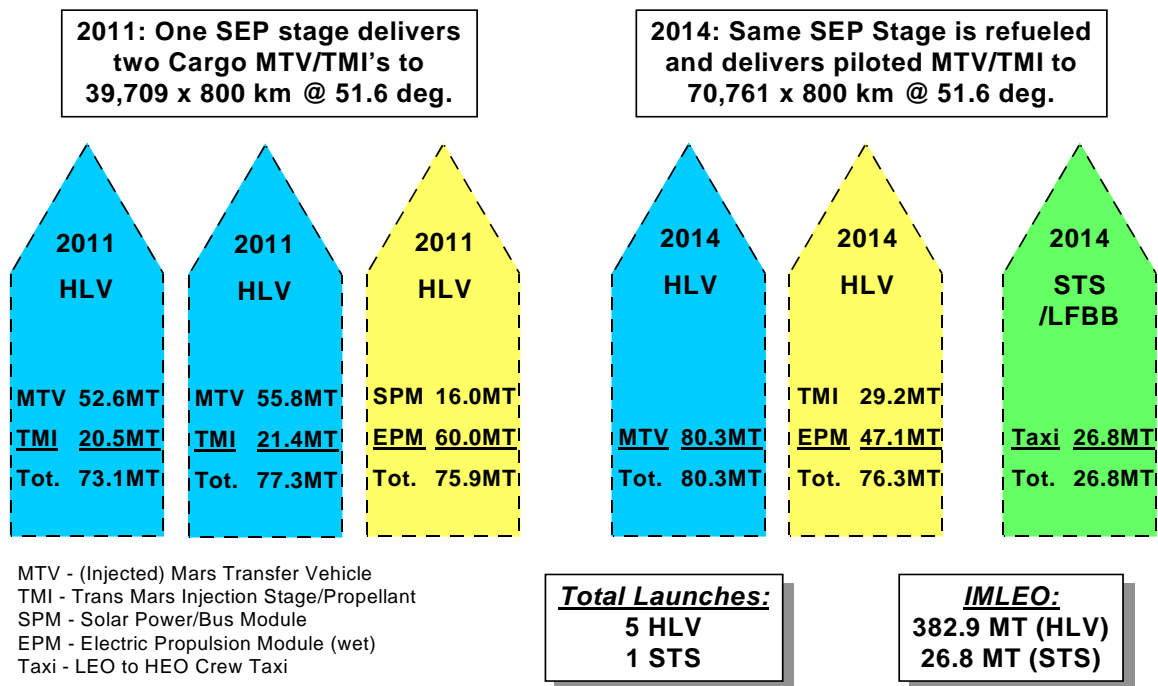 2011: One SEP stage delivers
two Cargo MTV/TMI's to
39,709 x 800 km @ 51.6 deg.
2014: Same SEP Stage is refueled
and delivers piloted MTV/TMI to
70,761 x 800 km @ 51.6 deg.
2011
HLV
MTV 52.6MT
TMI 20.5MT
Tot. 73.1MT
2011
HLV
MTV 55.8MT
TMI 21.4MT
Tot. 77.3MT
2011
HLV
SPM 16.0MT
EPM 60.0MT
Tot. 75.9MT
2014
HLV
MTV 80.3MT
Tot. 80.3MT
2014
HLV
TMI 29.2MT
EPM 47.1MT
Tot. 76.3MT
2014
STS
/LFBB
Taxi 26.8MT
Tot. 26.8MT
MTV - (Injected) Mars Transfer Vehicle
TMI - Trans Mars Injection Stage/Propellant
SPM - Solar Power/Bus Module
EPM - Electric Propulsion Module (wet)
Taxi - LEO to HEO Crew Taxi
Total Launches:
5 HLV
1 STS
IMLEO:
382.9 MT (HLV)
26.8 MT (STS)